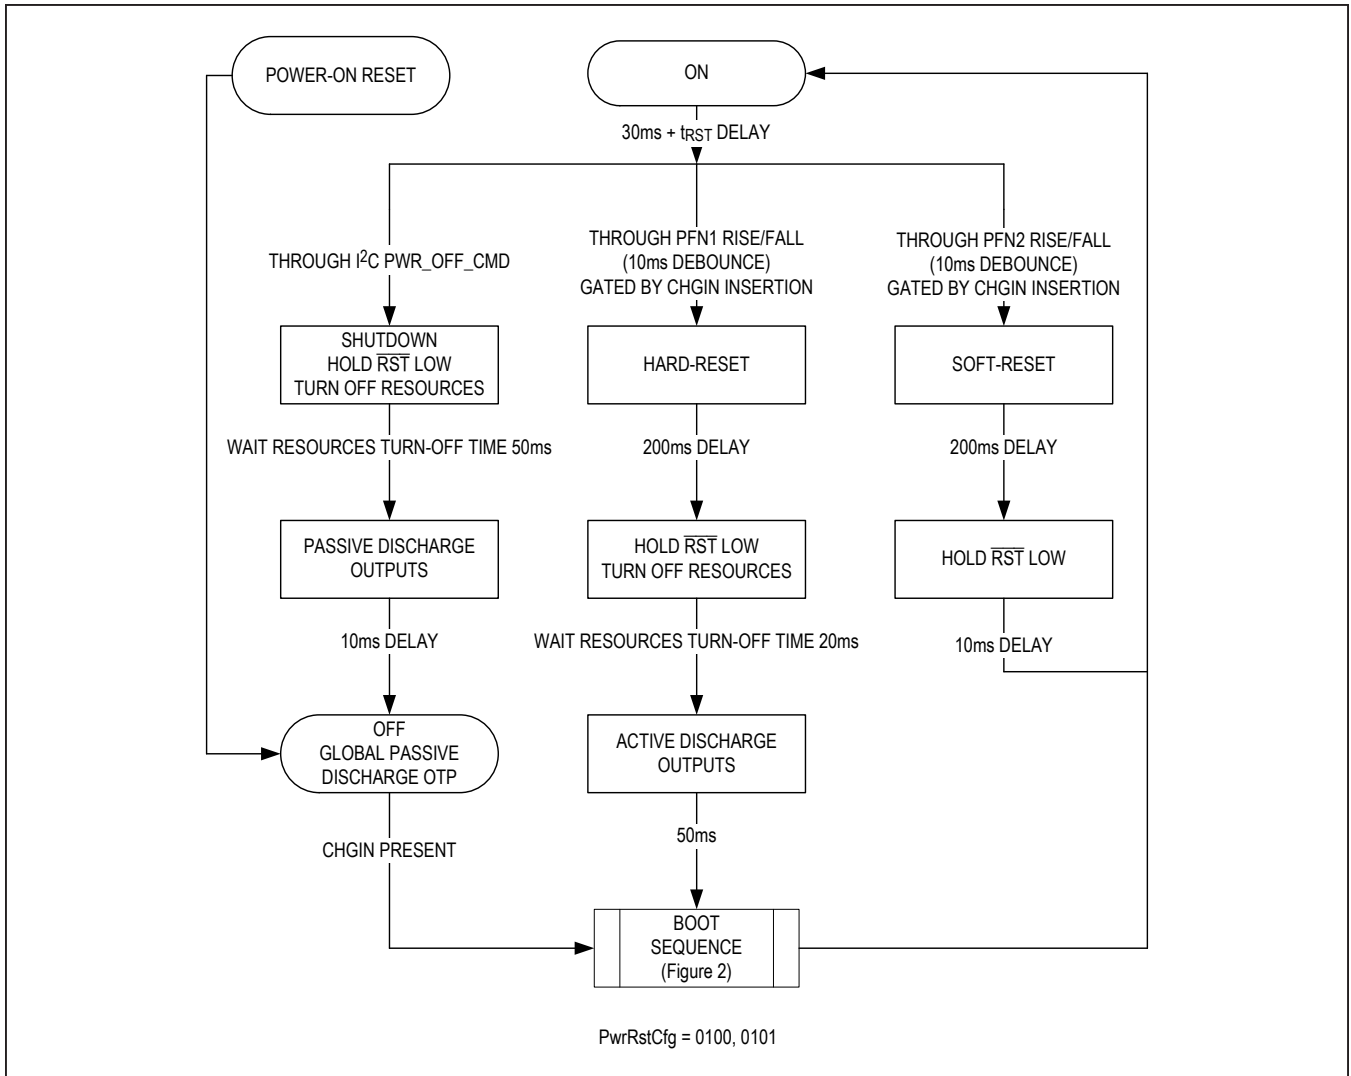 POWER-ON RESET
ON
30ms + tRST DELAY
THROUGH I2C PWR_OFF_CMD
THROUGH PFN1 RISE/FALL
(10ms DEBOUNCE)
GATED BY CHGIN INSERTION
THROUGH PFN2 RISE/FALL
(10ms DEBOUNCE)
GATED BY CHGIN INSERTION
SHUTDOWN
HOLD R̅S̅T̅ LOW
TURN OFF RESOURCES
HARD-RESET
SOFT-RESET
WAIT RESOURCES TURN-OFF TIME 50ms
200ms DELAY
200ms DELAY
PASSIVE DISCHARGE
OUTPUTS
HOLD R̅S̅T̅ LOW
TURN OFF RESOURCES
HOLD R̅S̅T̅ LOW
10ms DELAY
WAIT RESOURCES TURN-OFF TIME 20ms
10ms DELAY
OFF
GLOBAL PASSIVE
DISCHARGE OTP
ACTIVE DISCHARGE
OUTPUTS
CHGIN PRESENT
50ms
BOOT
SEQUENCE
(Figure 2)
PwrRstCfg = 0100, 0101